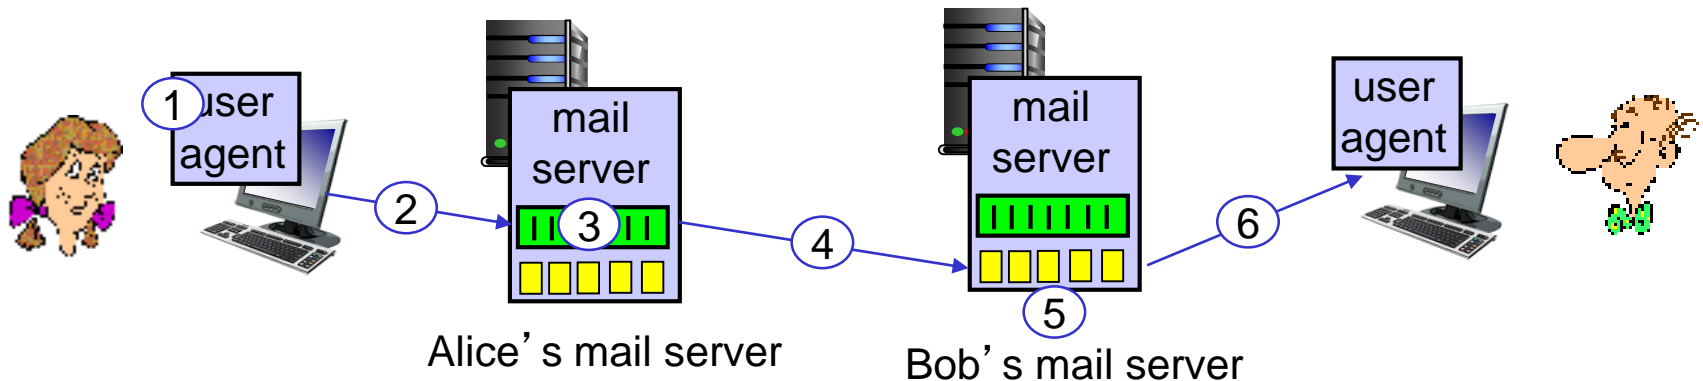 1
user
agent
2
mail
server
3
Alice’s mail server
4
mail
server
5
Bob’s mail server
6
user
agent